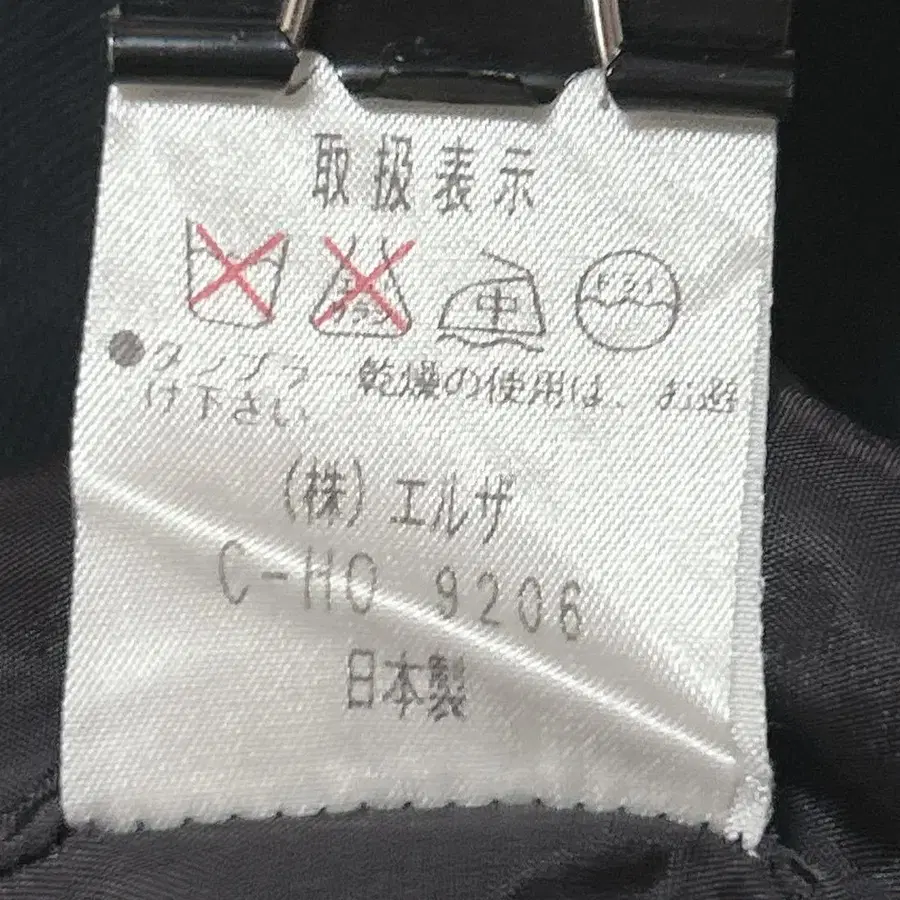 取扱表示
中
●タンブラー乾燥の使用は、お避
け下さい。
(株)エルザ
C-HO 9206
日本製